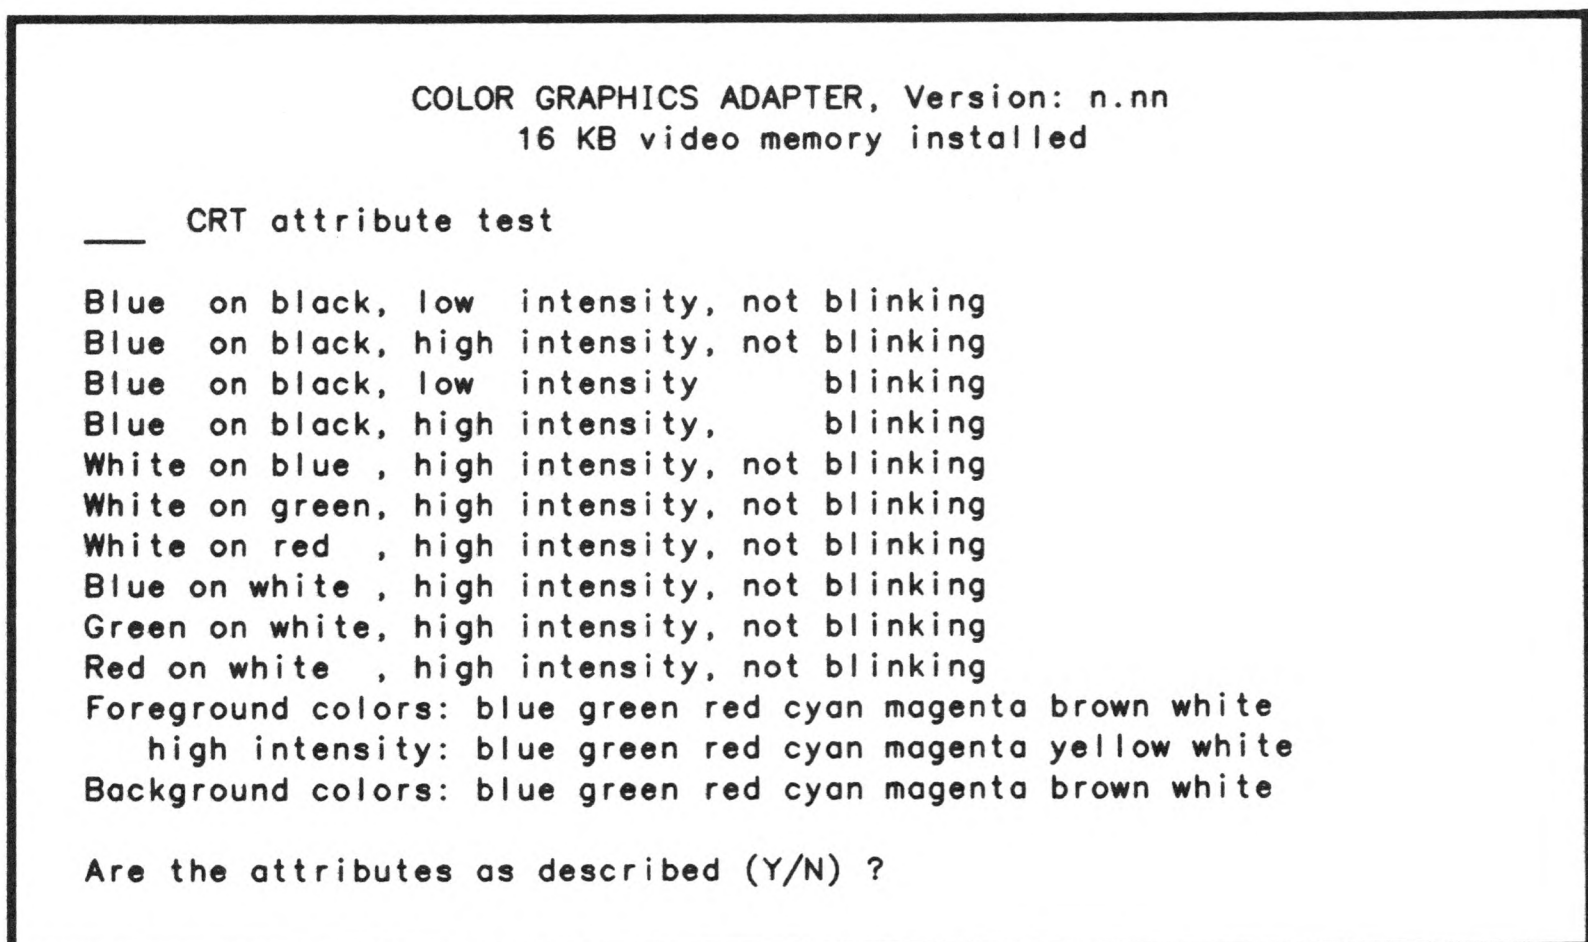 COLOR GRAPHICS ADAPTER, Version: n.nn
16 KB video memory installed
___ CRT attribute test
Blue  on black, low  intensity, not blinking
Blue  on black, high intensity, not blinking
Blue  on black, low  intensity      blinking
Blue  on black, high intensity,     blinking
White on blue , high intensity, not blinking
White on green, high intensity, not blinking
White on red  , high intensity, not blinking
Blue on white , high intensity, not blinking
Green on white, high intensity, not blinking
Red on white  , high intensity, not blinking
Foreground colors: blue green red cyan magenta brown white
   high intensity: blue green red cyan magenta yellow white
Background colors: blue green red cyan magenta brown white
Are the attributes as described (Y/N) ?